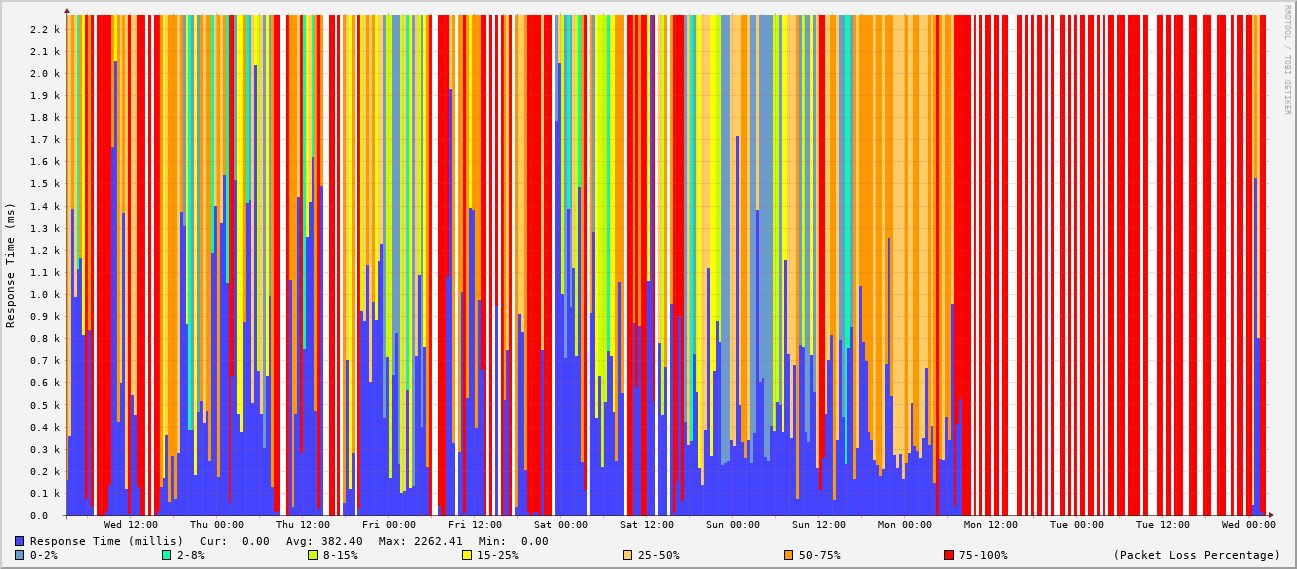 RRDTOOL / TOBI OETIKER
Response Time (ms)
2.2 k
2.1 k
2.0 k
1.9 k
1.8 k
1.7 k
1.6 k
1.5 k
1.4 k
1.3 k
1.2 k
1.1 k
1.0 k
0.9 k
0.8 k
0.7 k
0.6 k
0.5 k
0.4 k
0.3 k
0.2 k
0.1 k
0.0
Wed 12:00 Thu 00:00 Thu 12:00 Fri 00:00 Fri 12:00 Sat 00:00 Sat 12:00 Sun 00:00 Sun 12:00 Mon 00:00 Mon 12:00 Tue 00:00 Tue 12:00 Wed 00:00
Response Time (millis) Cur: 0.00 Avg: 382.40 Max: 2262.41 Min: 0.00
0-2% 2-8% 8-15% 15-25% 25-50% 50-75% 75-100% (Packet Loss Percentage)